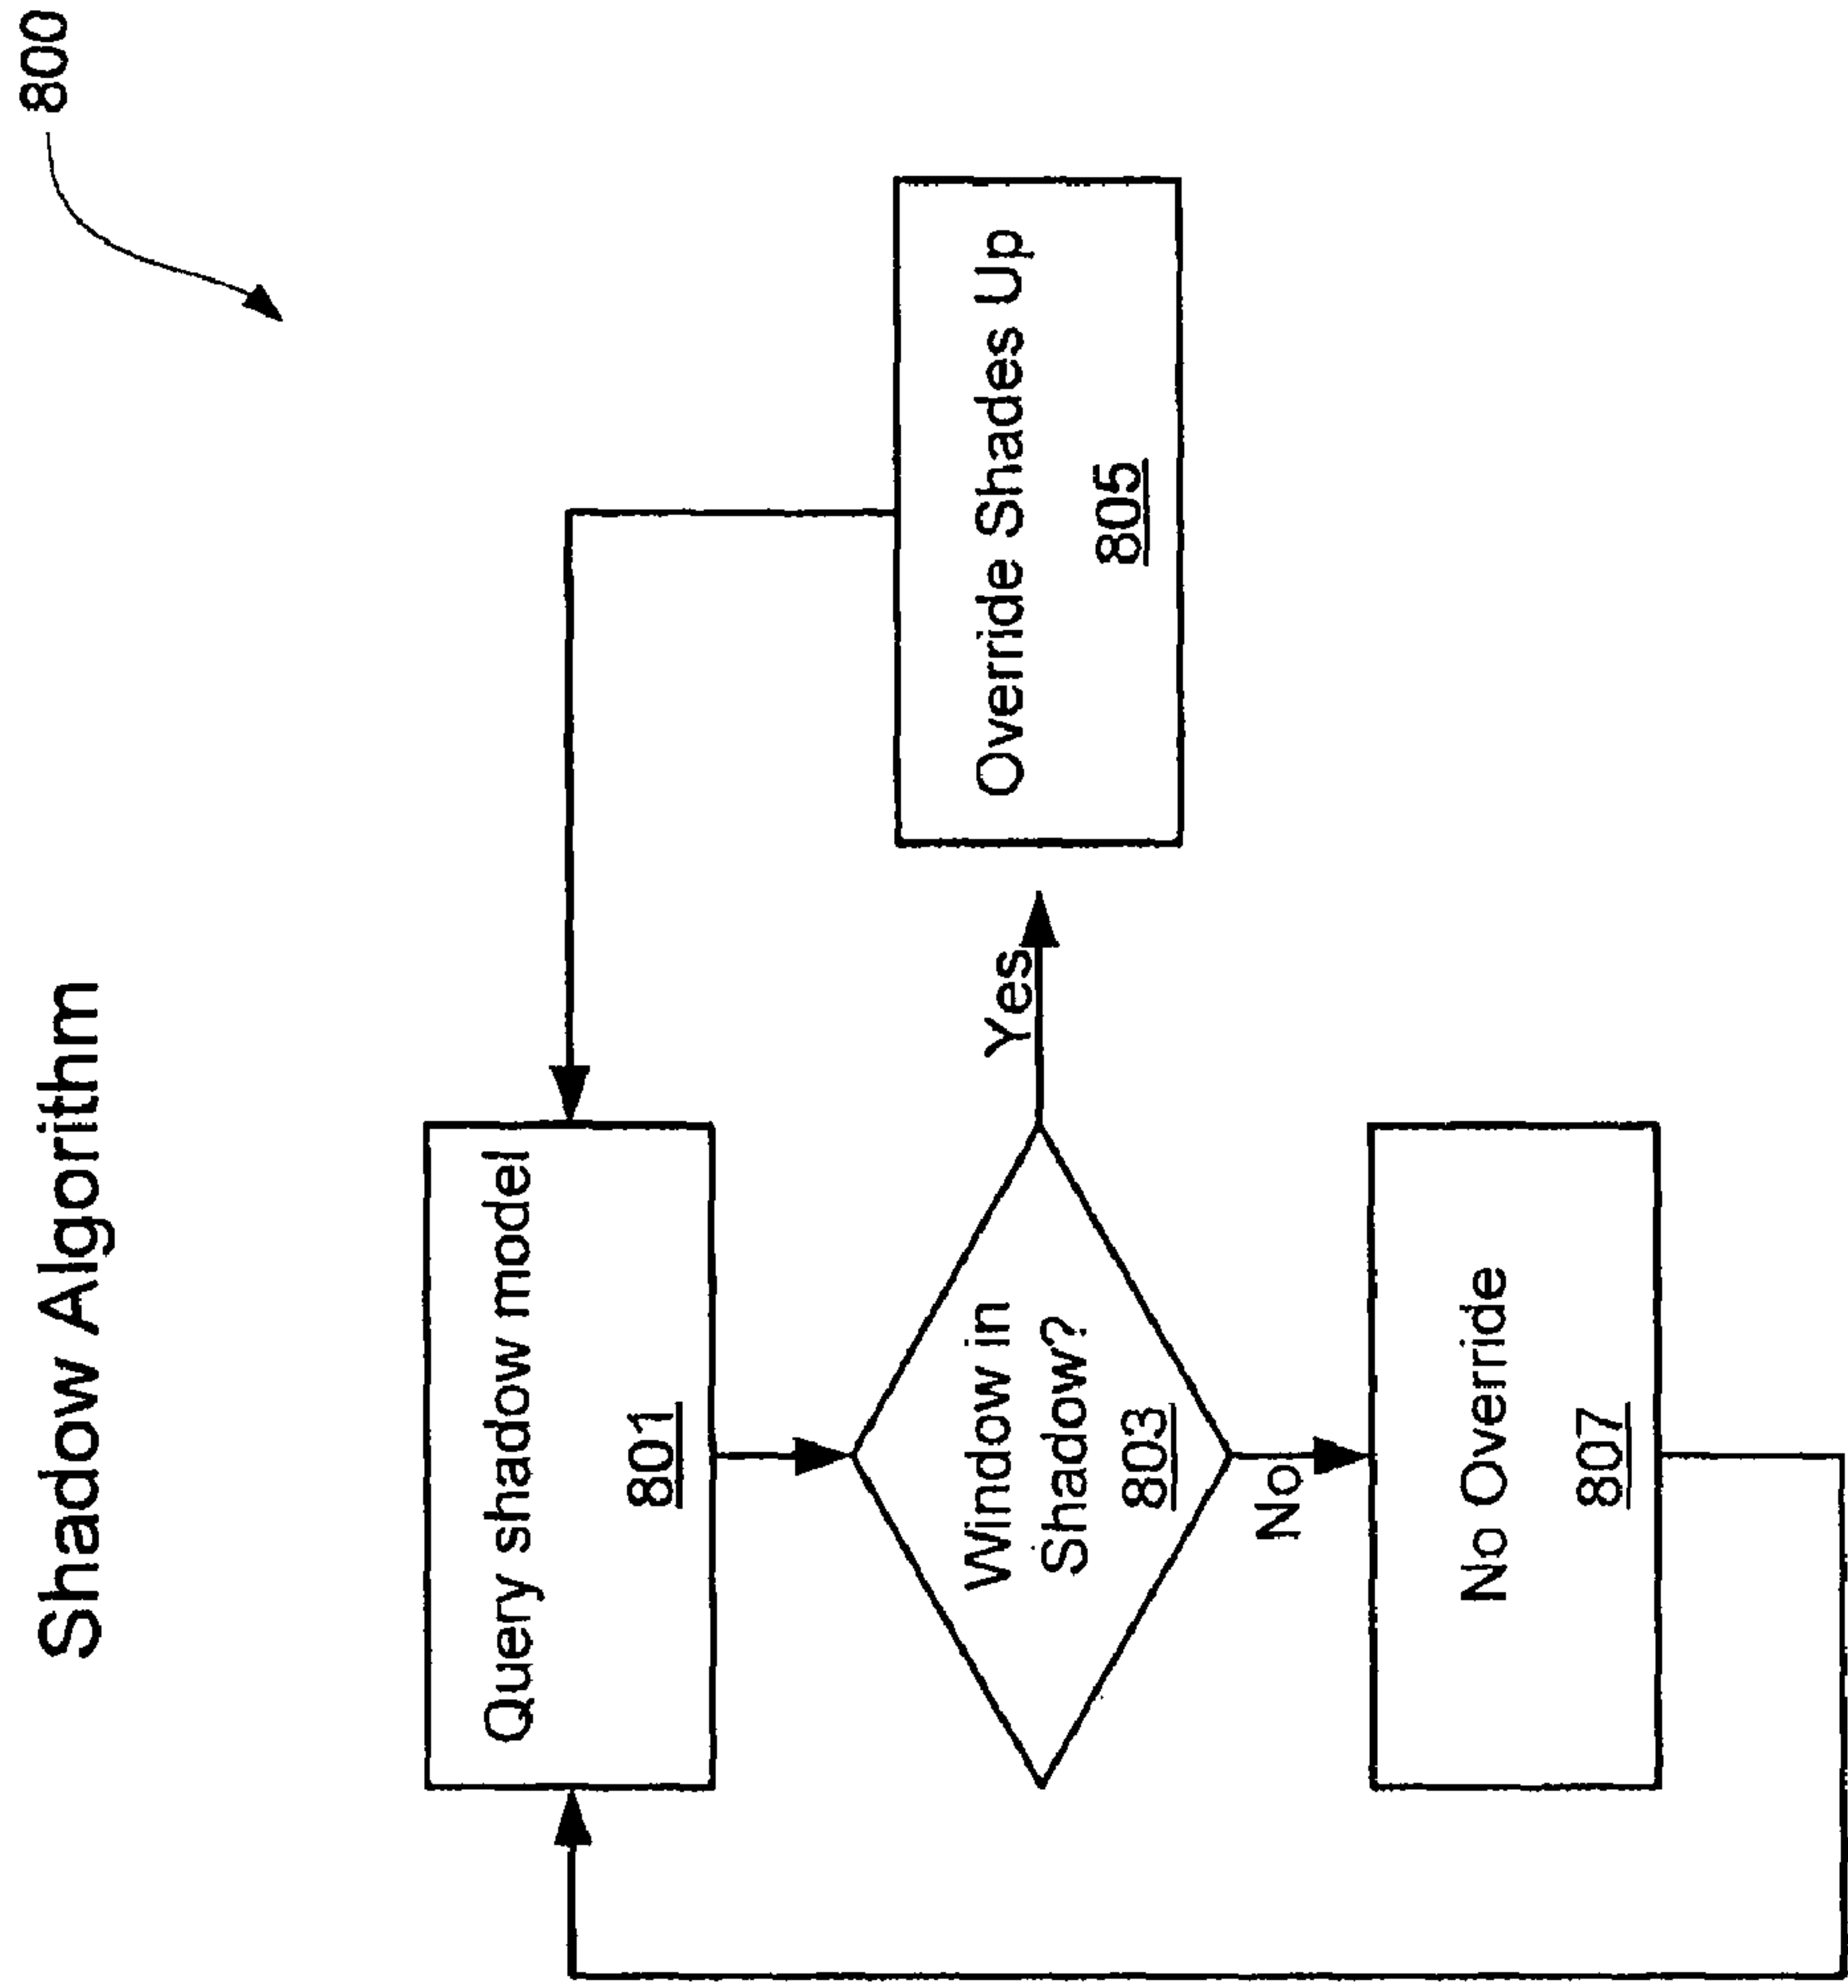 Shadow Algorithm
800
Query shadow model
801
Window in
Shadow?
803
Yes
Override Shades Up
805
No
No Override
807